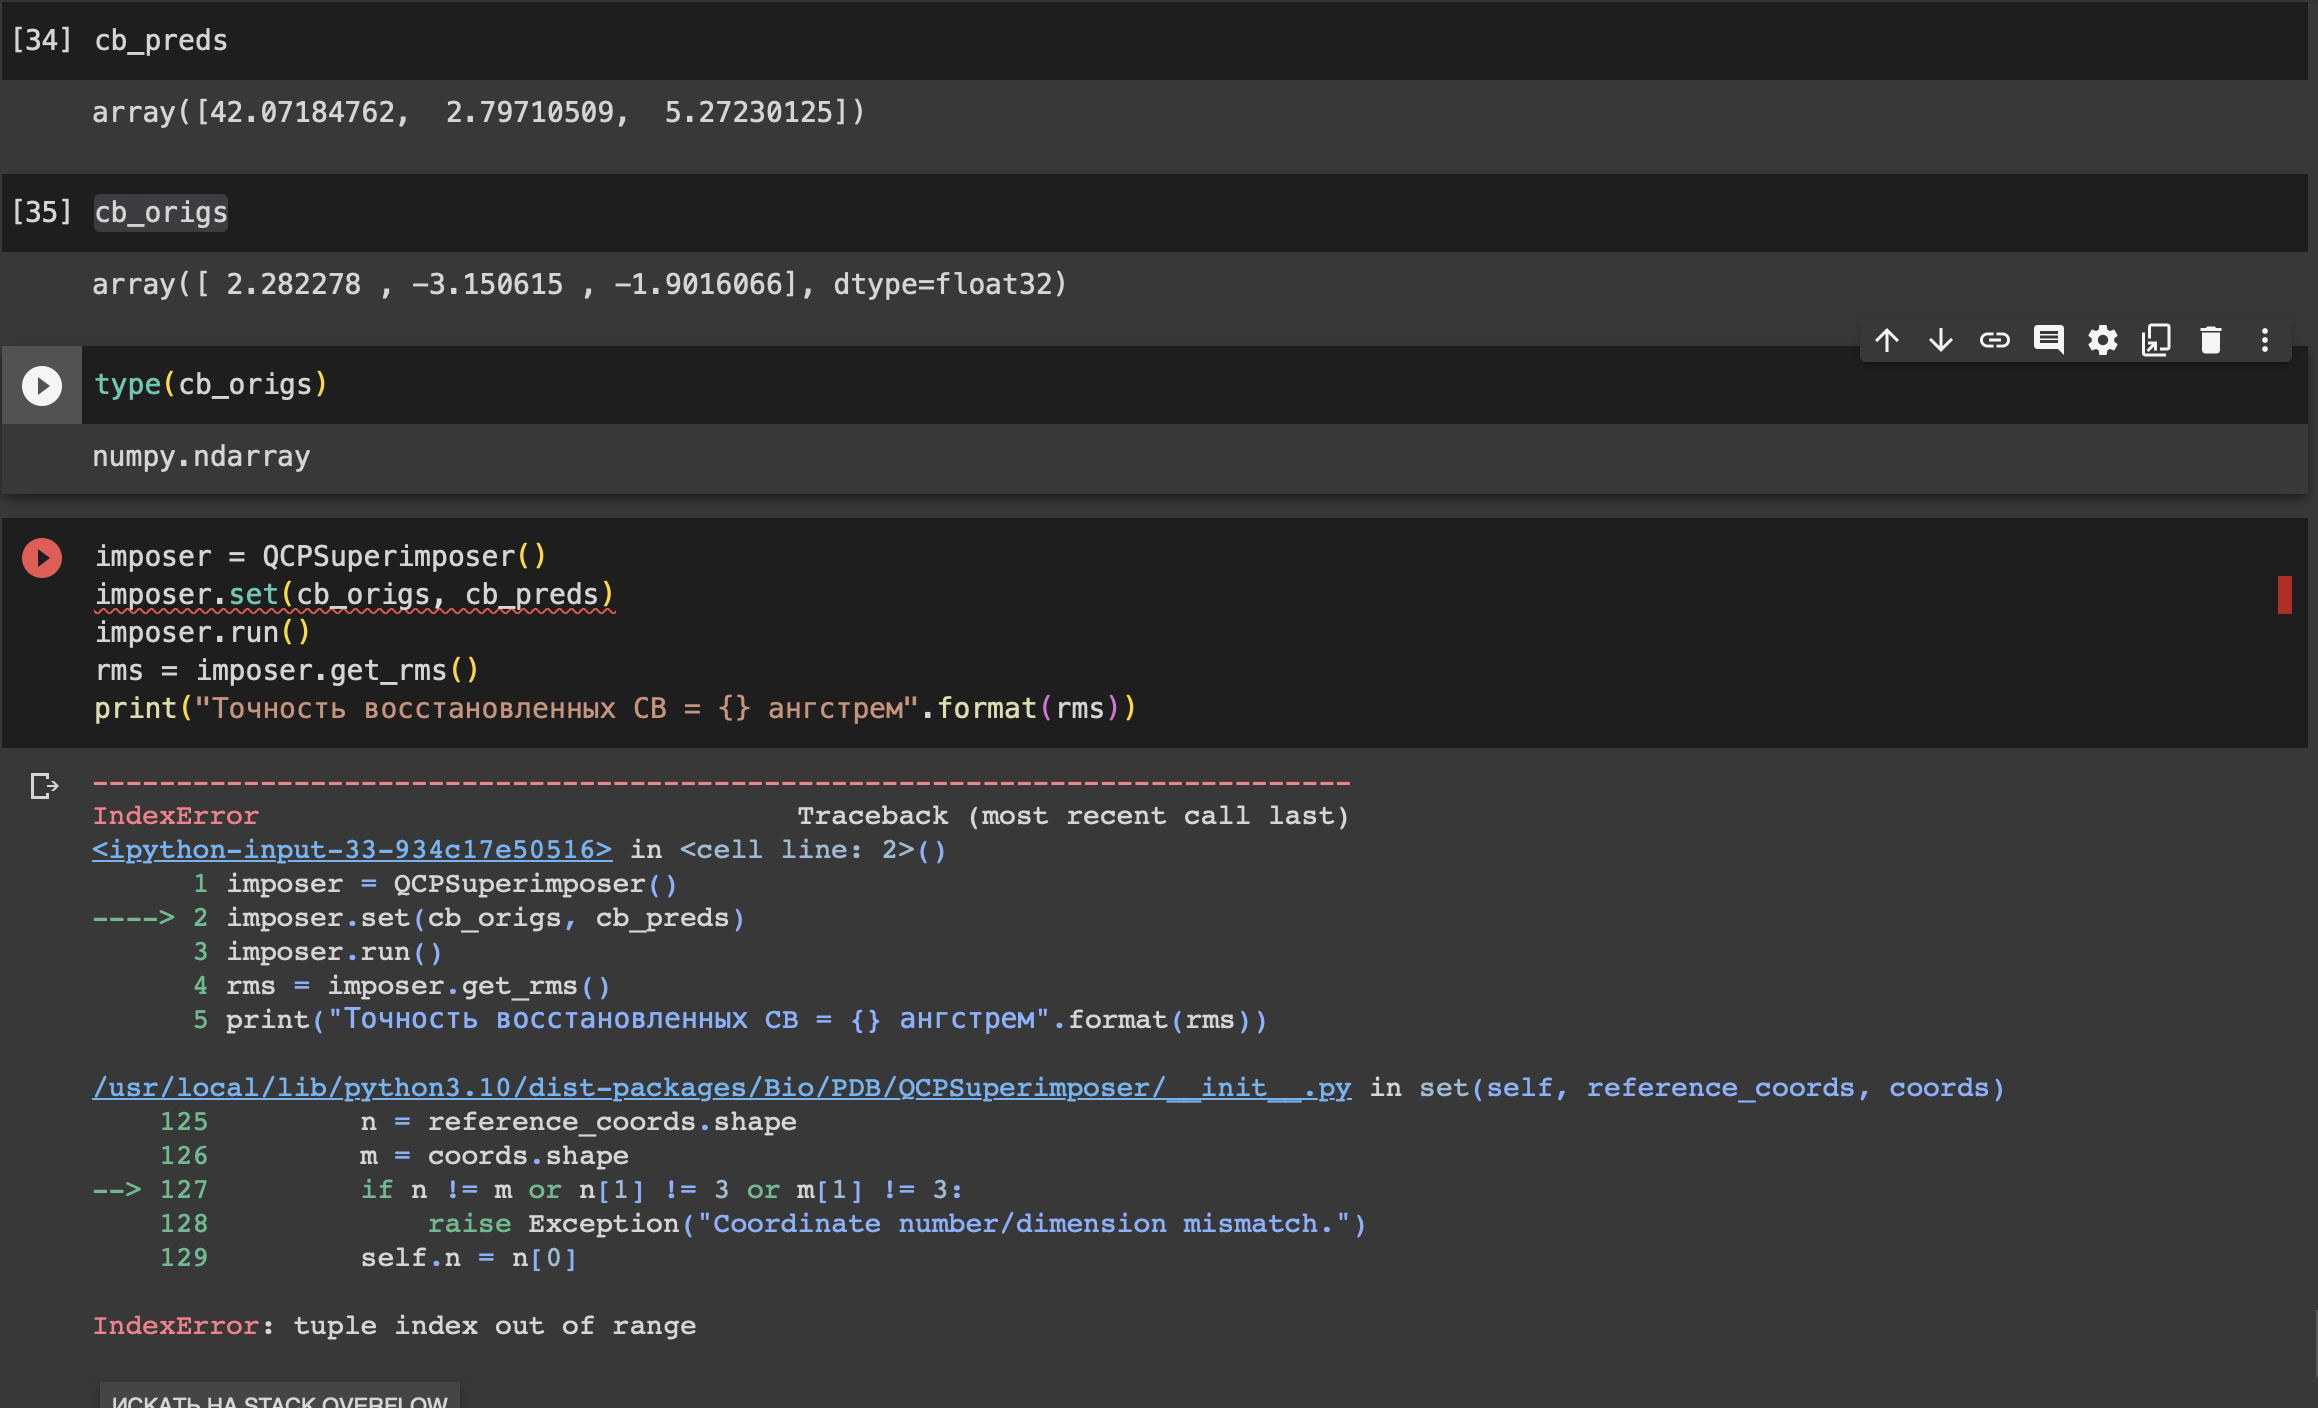 [34] cb_preds
array([42.07184762,  2.79710509,  5.27230125])
[35] cb_origs
array([ 2.282278 , -3.150615 , -1.9016066], dtype=float32)
type(cb_origs)
numpy.ndarray
imposer = QCPSuperimposer()
imposer.set(cb_origs, cb_preds)
imposer.run()
rms = imposer.get_rms()
print("Точность восстановленных CB = {} ангстрем".format(rms))
---------------------------------------------------------------------------
IndexError                                Traceback (most recent call last)
<ipython-input-33-934c17e50516> in <cell line: 2>()
      1 imposer = QCPSuperimposer()
----> 2 imposer.set(cb_origs, cb_preds)
      3 imposer.run()
      4 rms = imposer.get_rms()
      5 print("Точность восстановленных CB = {} ангстрем".format(rms))
/usr/local/lib/python3.10/dist-packages/Bio/PDB/QCPSuperimposer/__init__.py in set(self, reference_coords, coords)
    125         n = reference_coords.shape
    126         m = coords.shape
--> 127         if n != m or n[1] != 3 or m[1] != 3:
    128             raise Exception("Coordinate number/dimension mismatch.")
    129         self.n = n[0]
IndexError: tuple index out of range
ИСКАТЬ НА STACK OVERFLOW